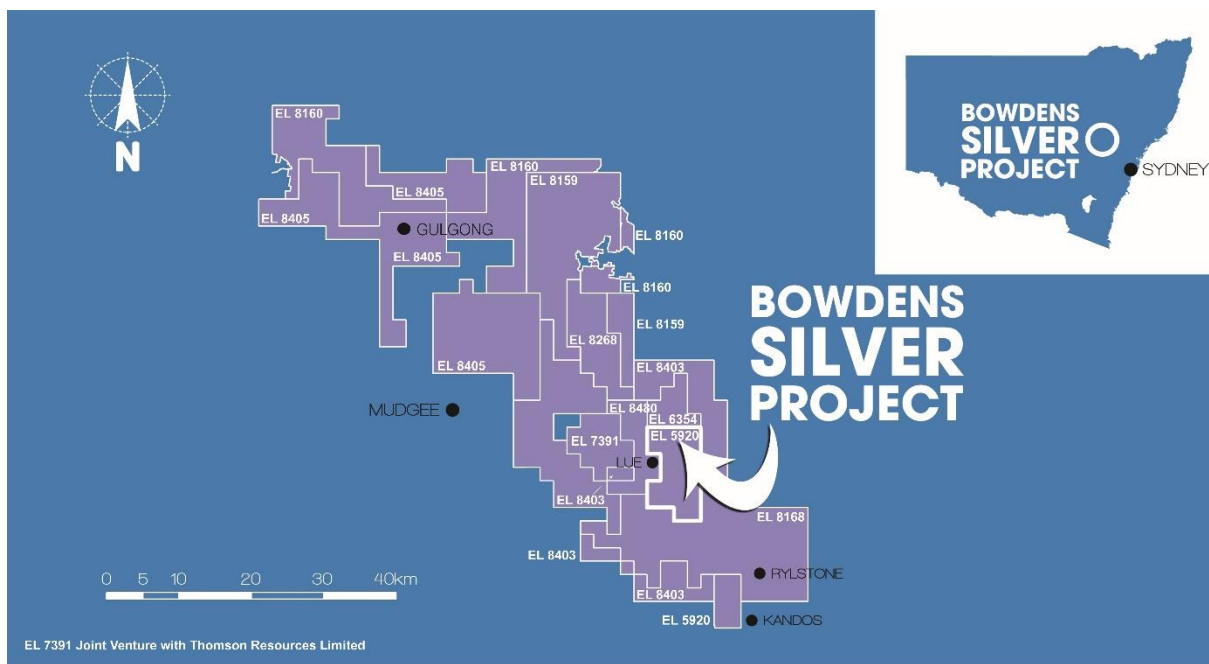 N
BOWDENS
SILVER
PROJECT
SYDNEY
EL 8160
EL 8160
EL 8159
EL 8405
EL 8405
GULGONG
EL 8160
EL 8405
EL 8160
BOWDENS
SILVER
PROJECT
EL 8159
EL 8268
EL 8405
EL 8403
MUDGEE
EL 8480
EL 6354
EL 5920
EL 7391
LUE
EL 8403
EL 8168
EL 8403
RYLSTONE
EL 8403
EL 5920
KANDOS
0 5 10 20 30 40km
EL 7391 Joint Venture with Thomson Resources Limited